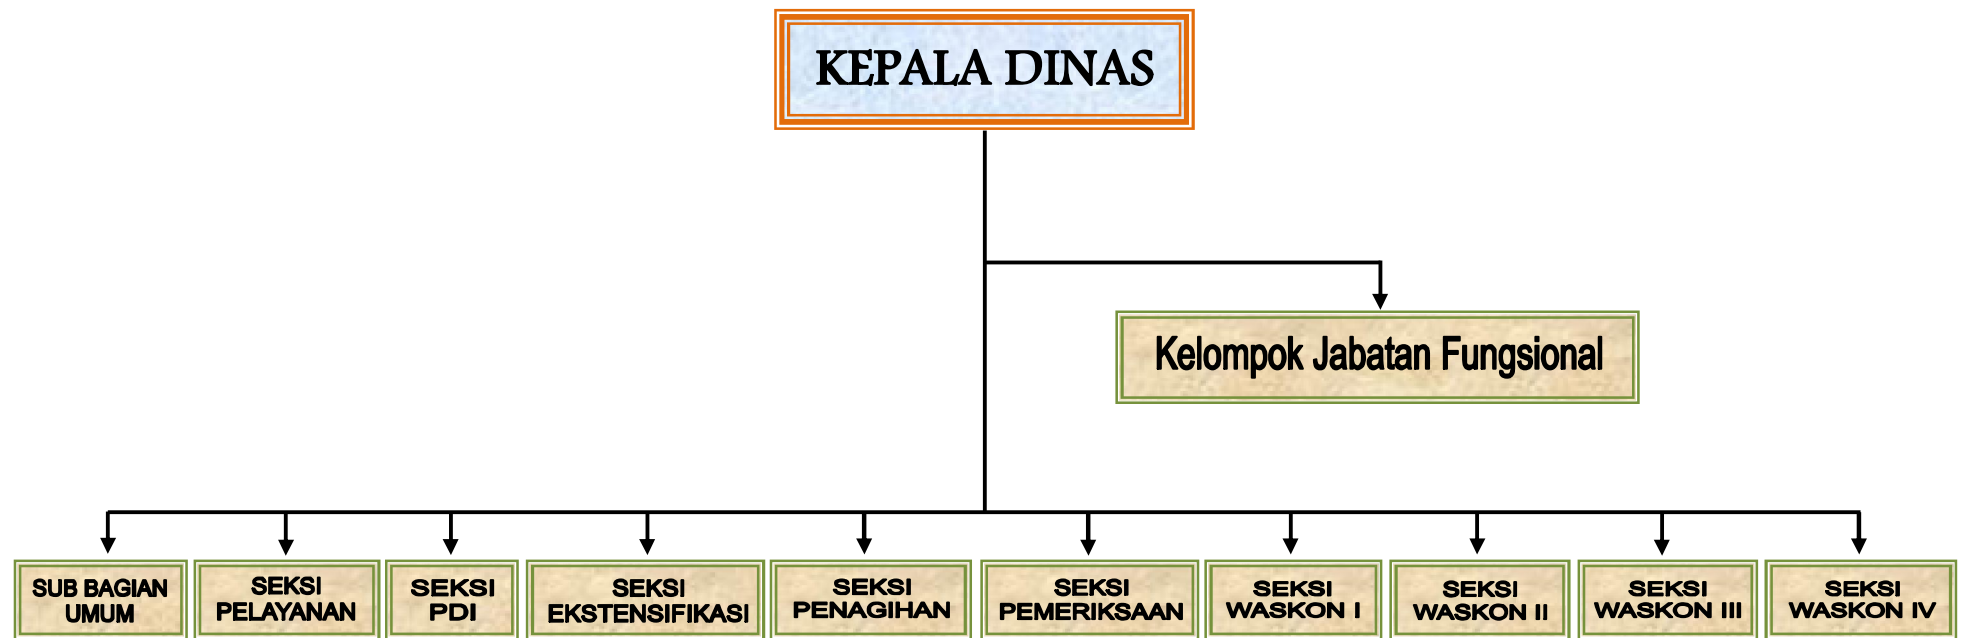 KEPALA DINAS
Kelompok Jabatan Fungsional
SUB BAGIAN
UMUM
SEKSI
PELAYANAN
SEKSI
PDI
SEKSI
EKSTENSIFIKASI
SEKSI
PENAGIHAN
SEKSI
PEMERIKSAAN
SEKSI
WASKON I
SEKSI
WASKON II
SEKSI
WASKON III
SEKSI
WASKON IV